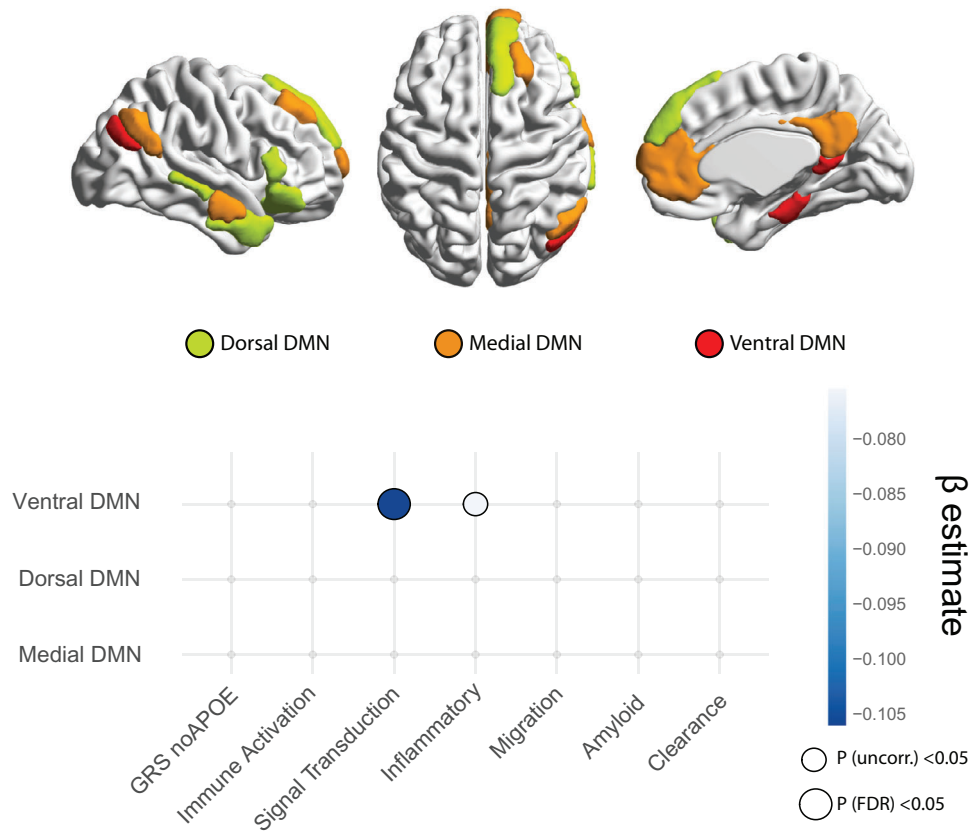 Dorsal DMN
Medial DMN
Ventral DMN
Ventral DMN
Dorsal DMN
Medial DMN
GRS noAPOE
Immune Activation
Signal Transduction
Inflammatory
Migration
Amyloid
Clearance
−0.080
−0.085
−0.090
−0.095
−0.100
−0.105
β estimate
P (uncorr.) <0.05
P (FDR) <0.05